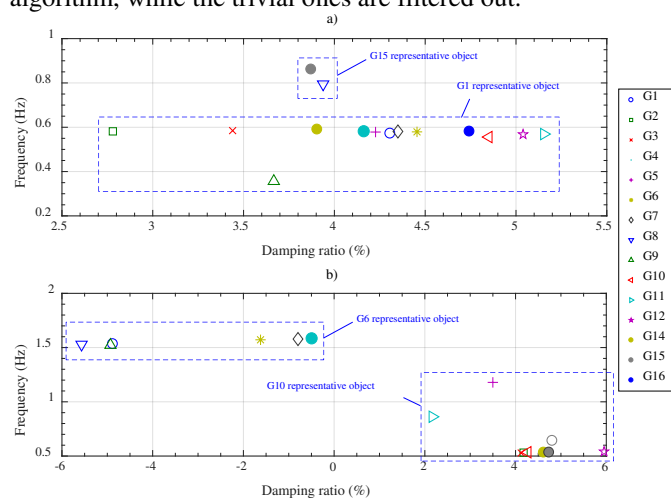 algorithm, while the trivial ones are filtered out.
a)
1
0.8
0.6
0.4
0.2
Frequency (Hz)
G15 representative object
G1 representative object
2.5 3 3.5 4 4.5 5 5.5
Damping ratio (%)
b)
2
1.5
1
0.5
Frequency (Hz)
G6 representative object
G10 representative object
-6 -4 -2 0 2 4 6
Damping ratio (%)
G1
G2
G3
G4
G5
G6
G7
G8
G9
G10
G11
G12
G14
G15
G16